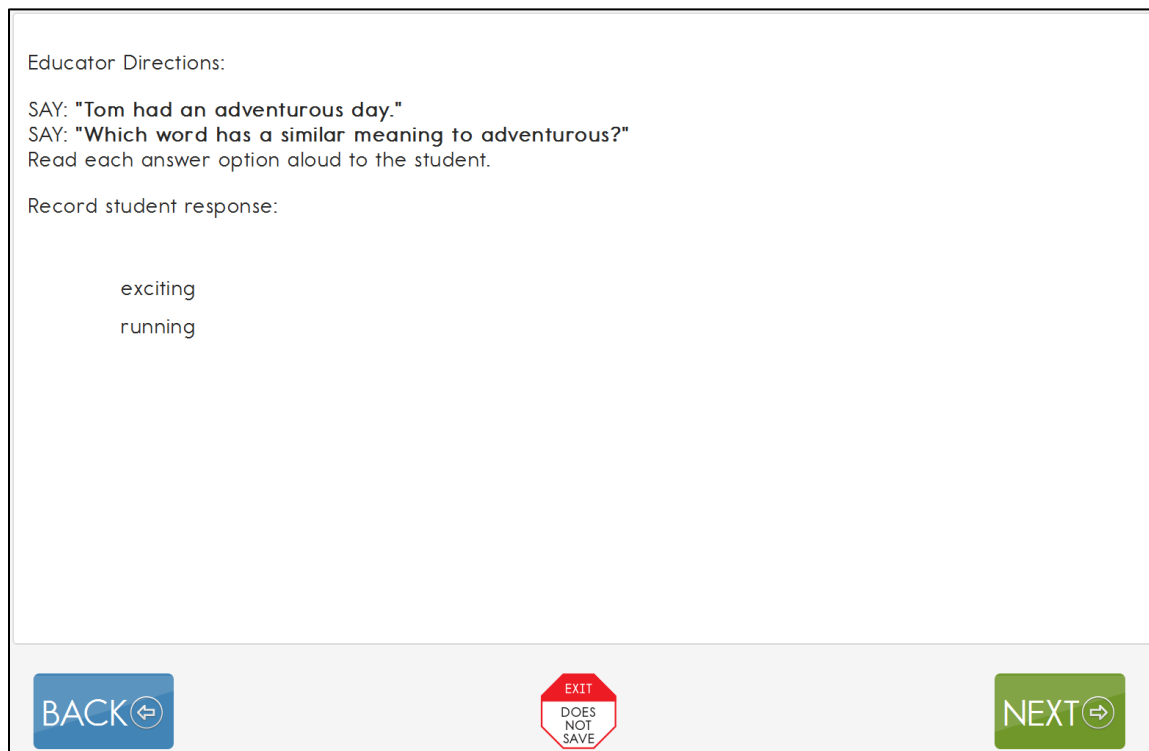 Educator Directions:
SAY: "Tom had an adventurous day."
SAY: "Which word has a similar meaning to adventurous?"
Read each answer option aloud to the student.
Record student response:
exciting
running
BACK
EXIT
DOES
NOT
SAVE
NEXT